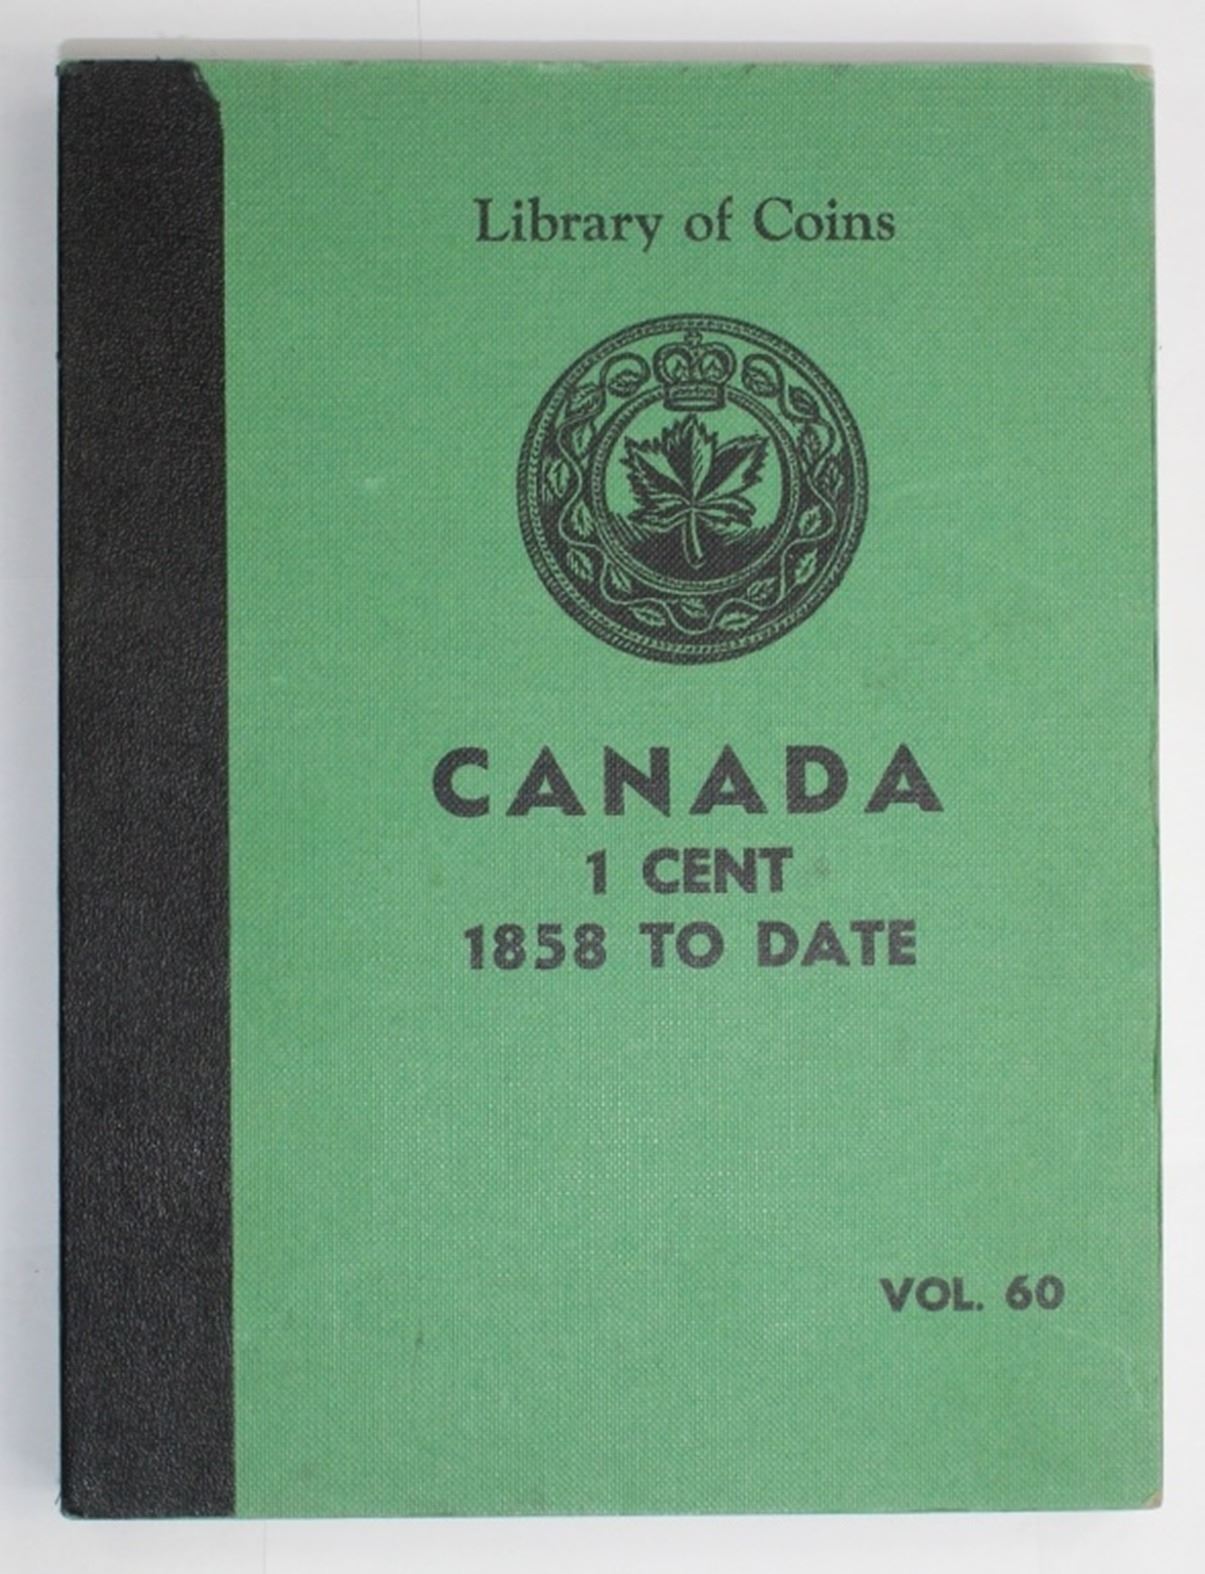 Library of Coins
CANADA
1 CENT
1858 TO DATE
VOL. 60